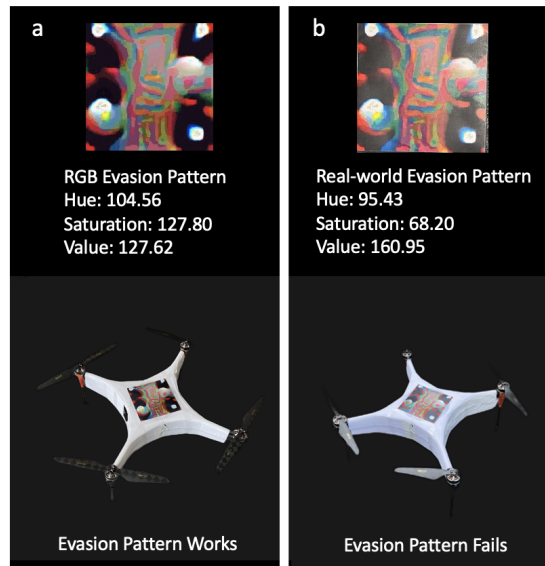 a
RGB Evasion Pattern
Hue: 104.56
Saturation: 127.80
Value: 127.62
Evasion Pattern Works
b
Real-world Evasion Pattern
Hue: 95.43
Saturation: 68.20
Value: 160.95
Evasion Pattern Fails